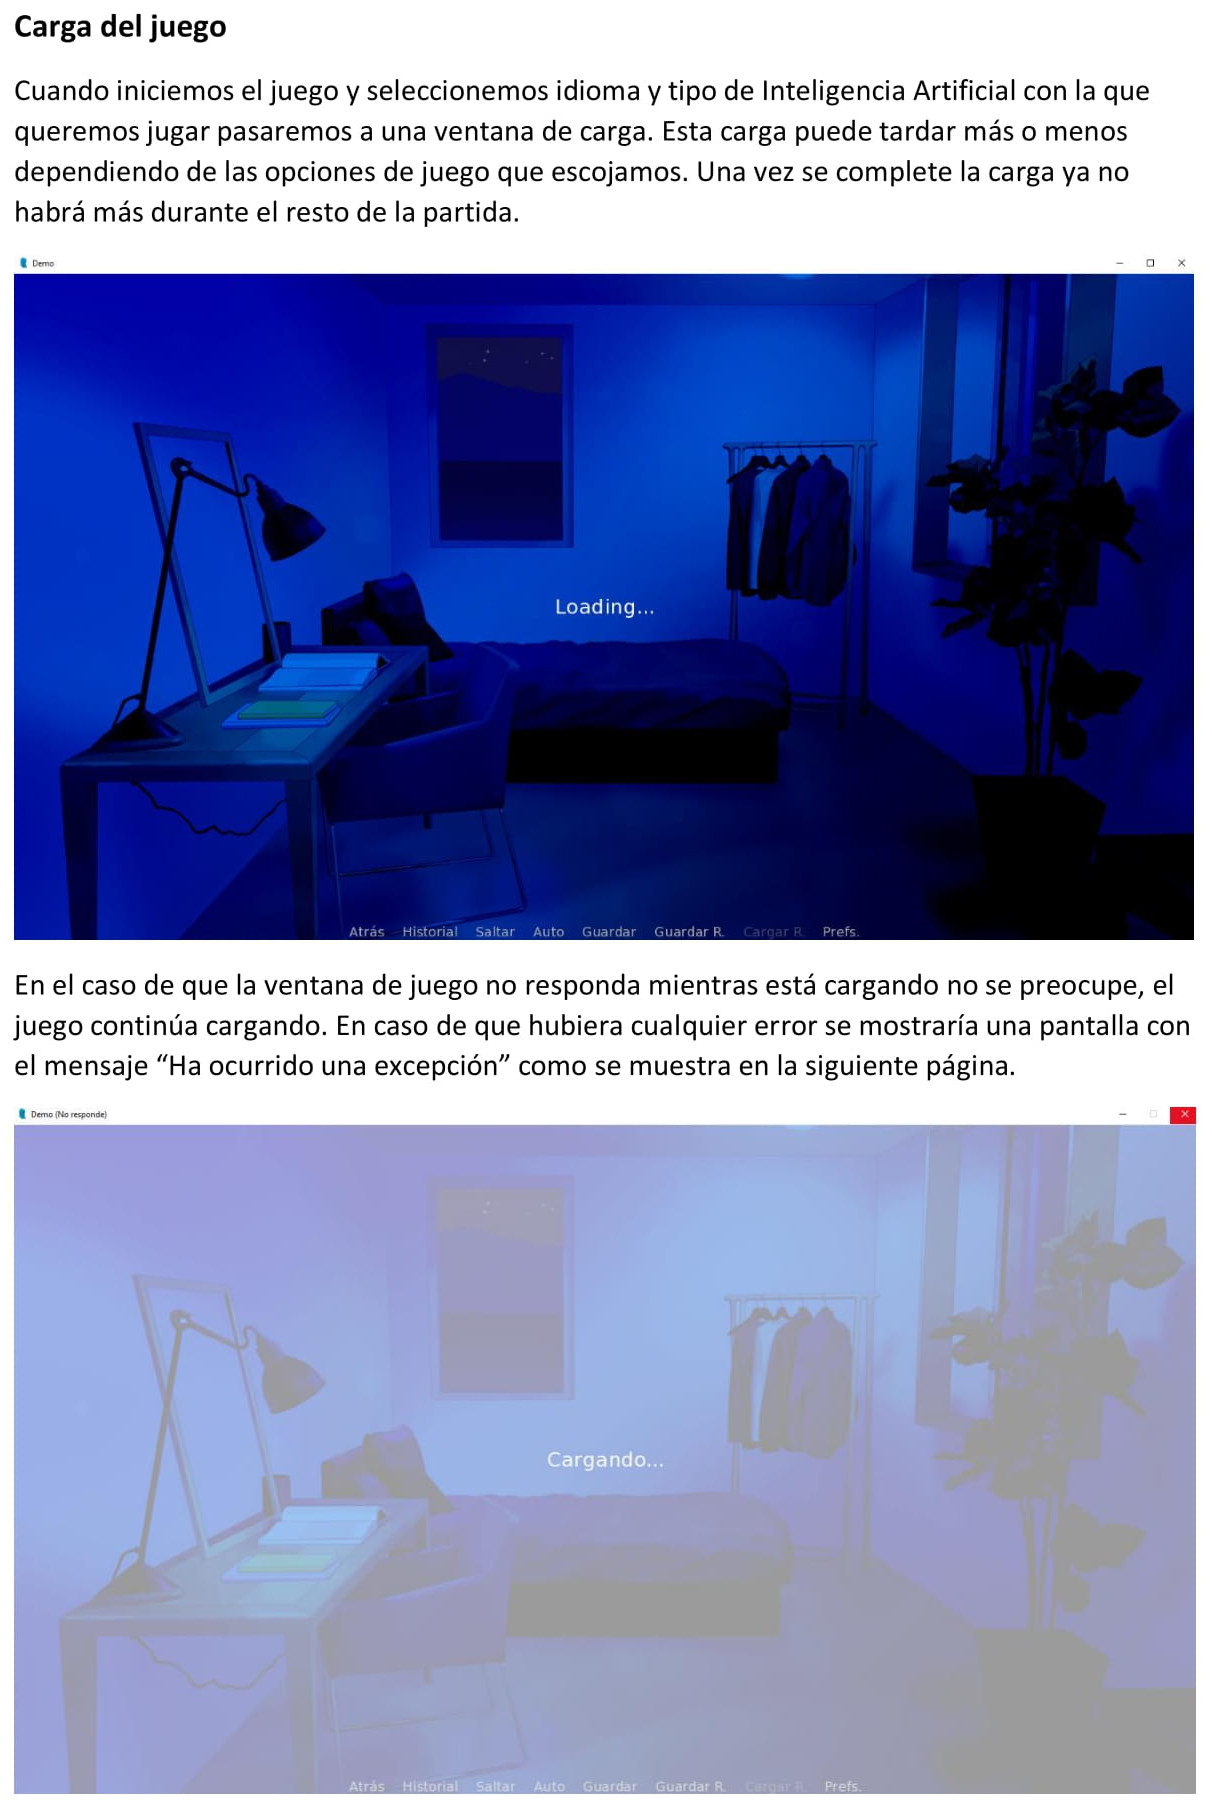 Carga del juego
Cuando iniciemos el juego y seleccionemos idioma y tipo de Inteligencia Artificial con la que
queremos jugar pasaremos a una ventana de carga. Esta carga puede tardar más o menos
dependiendo de las opciones de juego que escojamos. Una vez se complete la carga ya no
habrá más durante el resto de la partida.
Demo
Loading...
Atrás Historial Saltar Auto Guardar Guardar R. Cargar R. Prefs.
En el caso de que la ventana de juego no responda mientras está cargando no se preocupe, el
juego continúa cargando. En caso de que hubiera cualquier error se mostraría una pantalla con
el mensaje “Ha ocurrido una excepción” como se muestra en la siguiente página.
Demo (No responde)
Cargando...
Atrás Historial Saltar Auto Guardar Guardar R. Cargar R. Prefs.